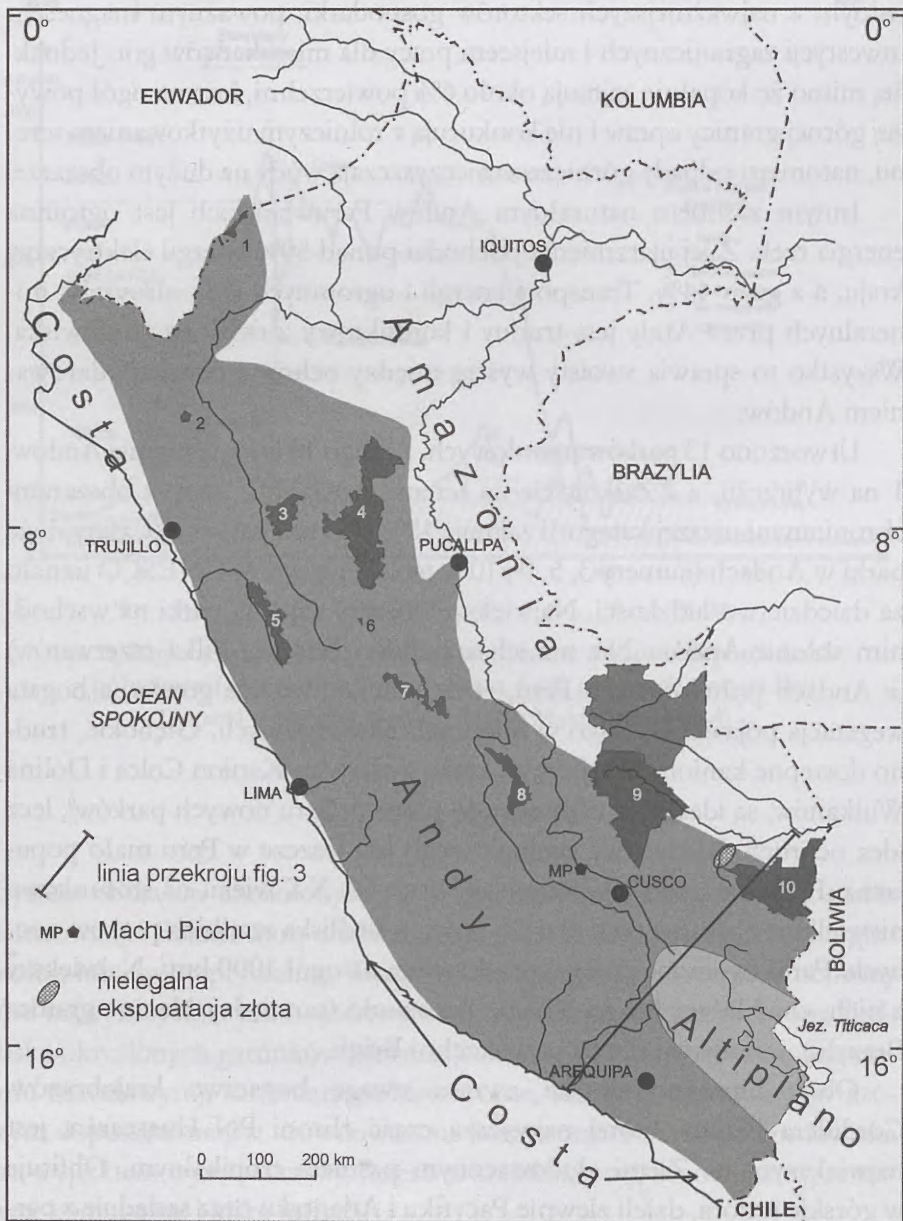 0°
0°
EKWADOR
KOLUMBIA
1
IQUITOS
Costa
Amazonia
2
BRAZYLIA
3
4
TRUJILLO
PUCALLPA
8°
8°
5
6
7
OCEAN
SPOKOJNY
8
9
LIMA
Andy
MP
CUSCO
10
linia przekroju fig. 3
MP Machu Picchu
BOLIWIA
nielegalna
eksploatacja złota
Altiplano
Jez. Titicaca
16°
16°
AREQUIPA
Costa
0 100 200 km
CHILE